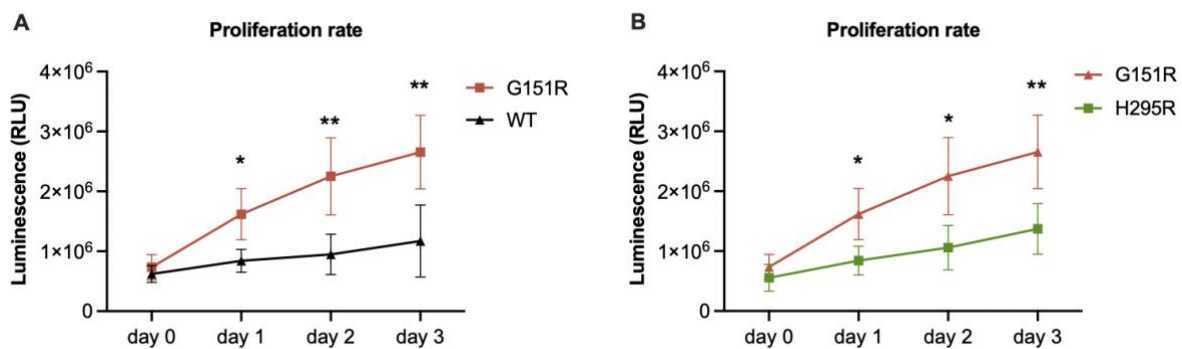 A
Proliferation rate
Luminescence (RLU)
4×10⁶
3×10⁶
2×10⁶
1×10⁶
0
day 0 day 1 day 2 day 3
* ** **
G151R
WT
B
Proliferation rate
Luminescence (RLU)
4×10⁶
3×10⁶
2×10⁶
1×10⁶
0
day 0 day 1 day 2 day 3
* * **
G151R
H295R